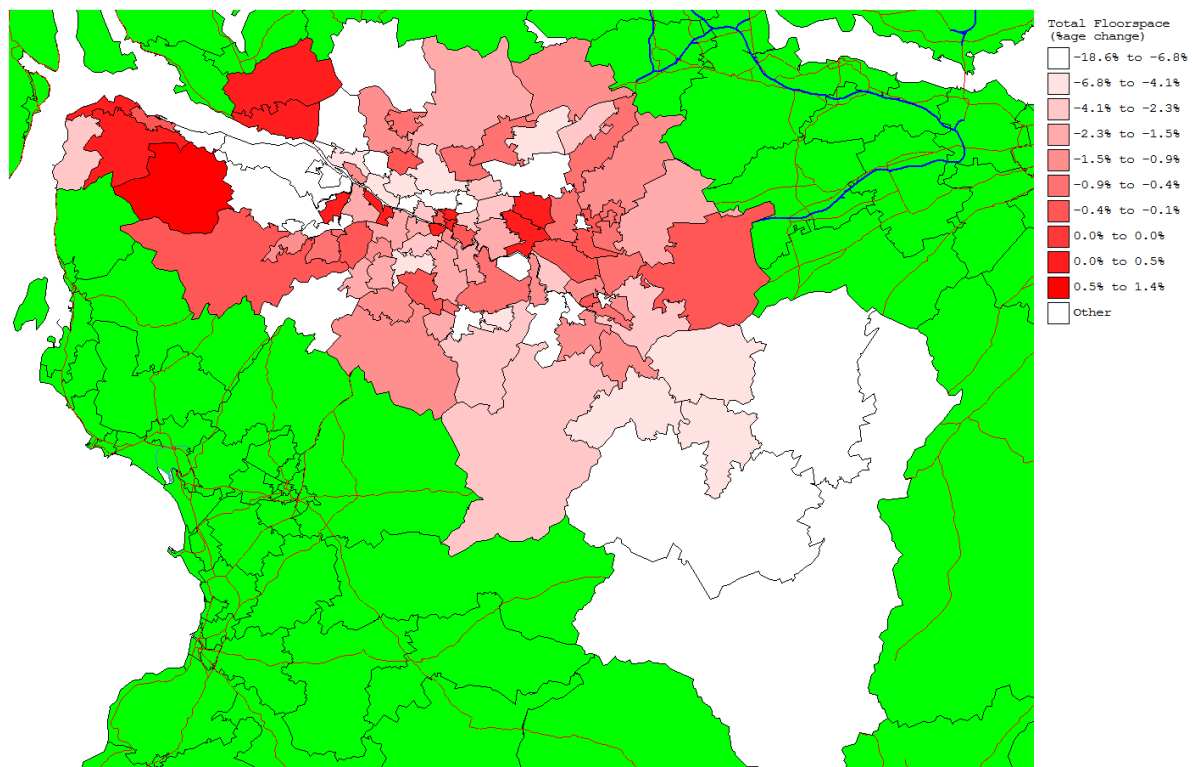 Total Floorspace
(%age change)
-18.6% to -6.8%
-6.8% to -4.1%
-4.1% to -2.3%
-2.3% to -1.5%
-1.5% to -0.9%
-0.9% to -0.4%
-0.4% to -0.1%
0.0% to 0.0%
0.0% to 0.5%
0.5% to 1.4%
Other